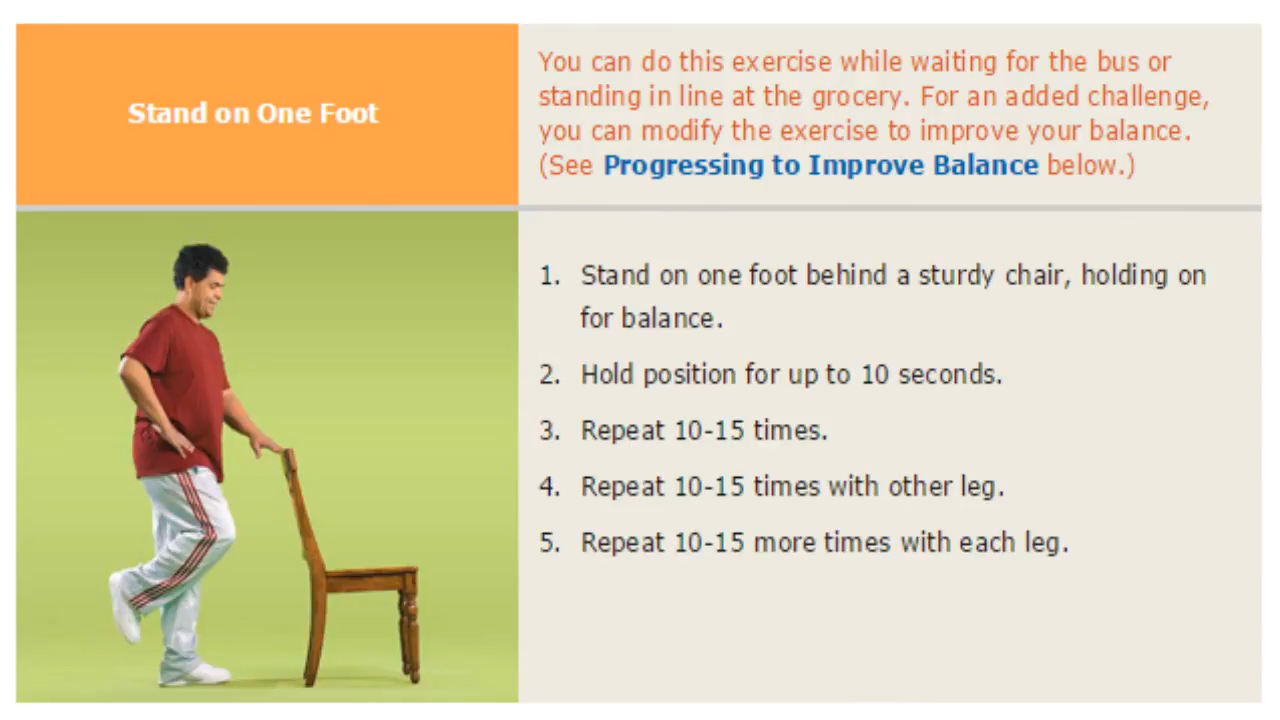 Stand on One Foot
You can do this exercise while waiting for the bus or
standing in line at the grocery. For an added challenge,
you can modify the exercise to improve your balance.
(See Progressing to Improve Balance below.)
1. Stand on one foot behind a sturdy chair, holding on
for balance.
2. Hold position for up to 10 seconds.
3. Repeat 10-15 times.
4. Repeat 10-15 times with other leg.
5. Repeat 10-15 more times with each leg.